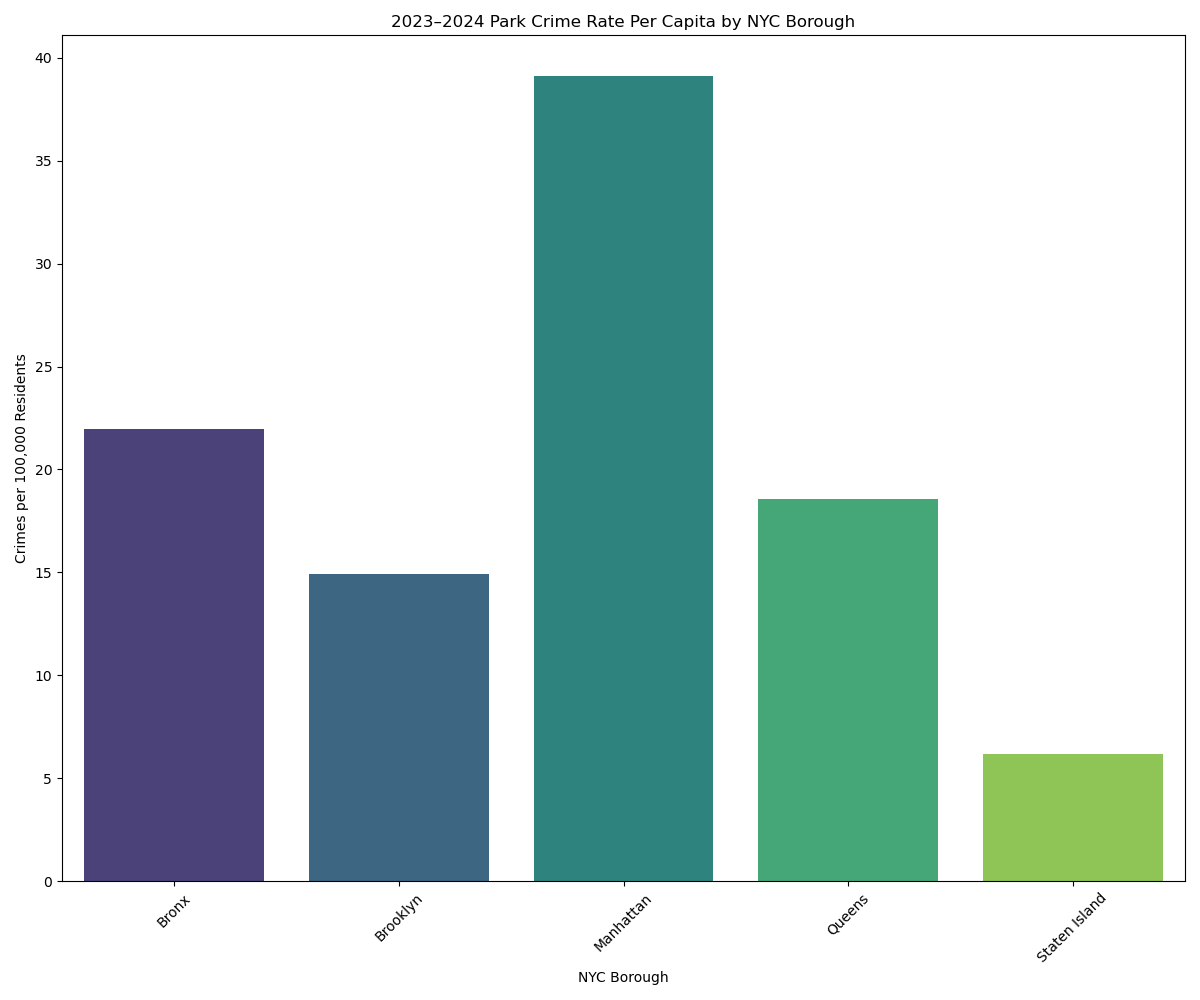 2023–2024 Park Crime Rate Per Capita by NYC Borough
40
35
30
25
20
15
10
5
0
Crimes per 100,000 Residents
Bronx
Brooklyn
Manhattan
Queens
Staten Island
NYC Borough